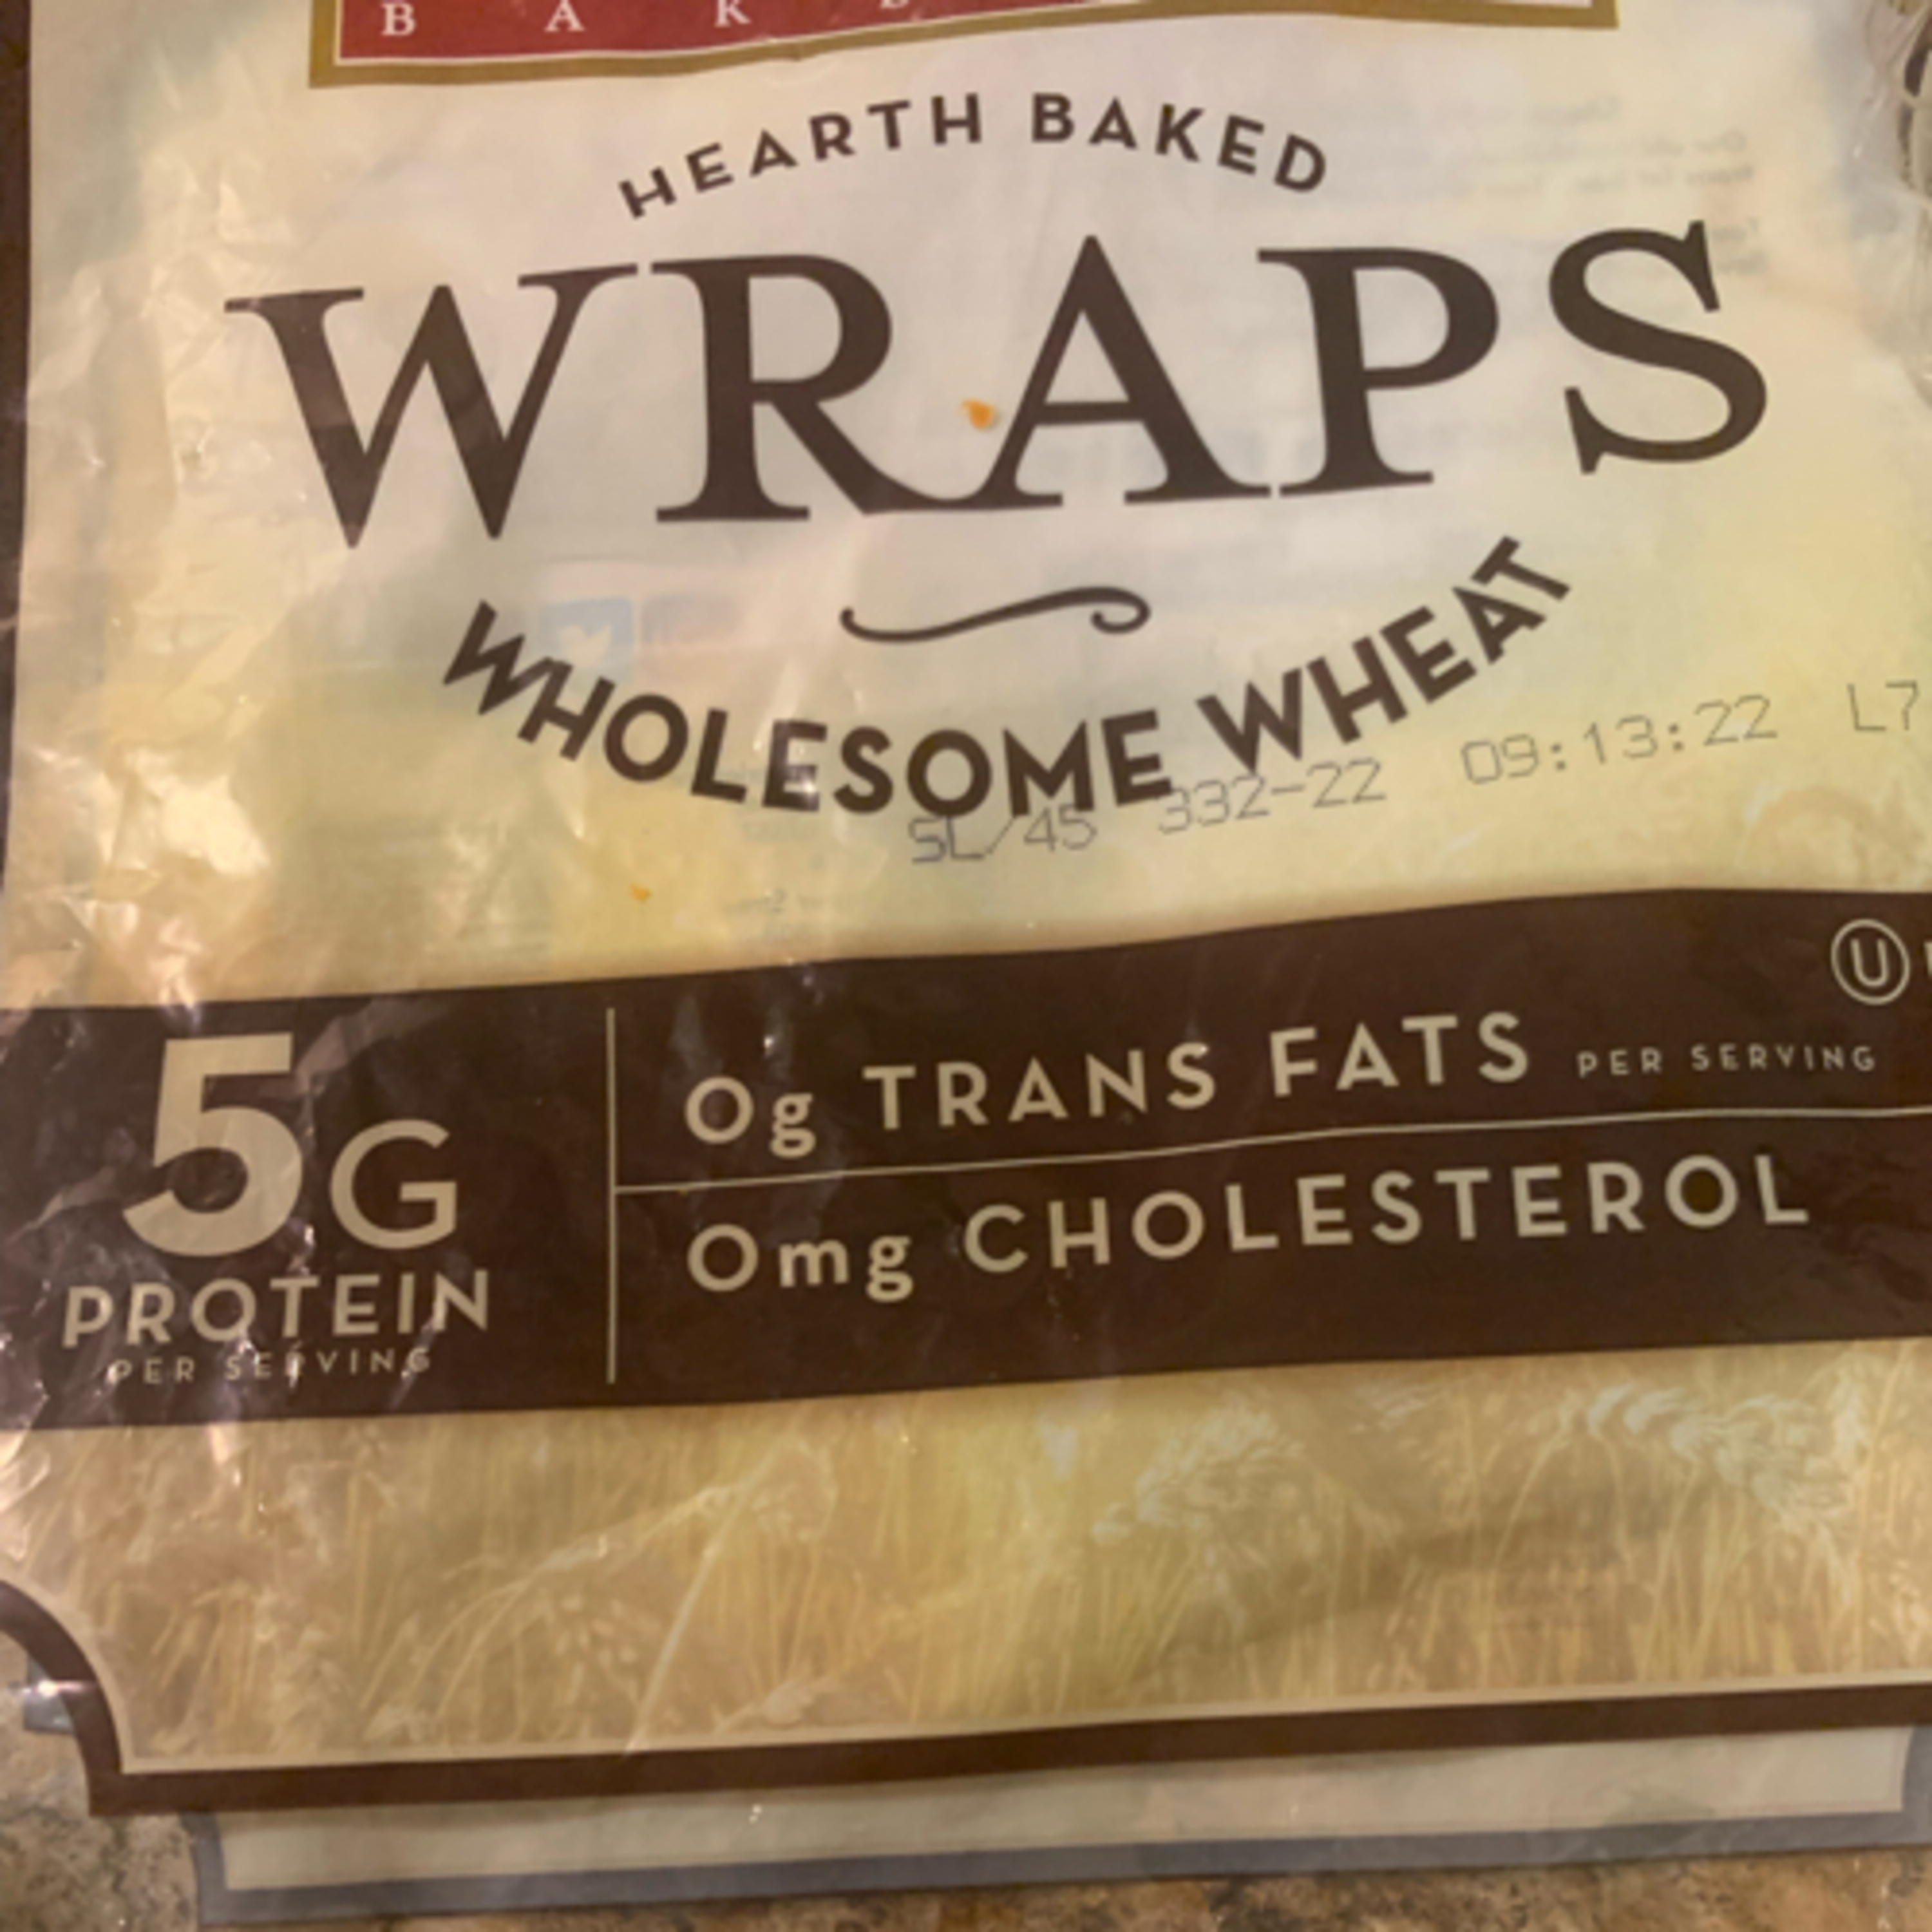 B A K
HEARTH BAKED
WRAPS
WHOLESOME WHEAT
SL/45 332-22 09:13:22 L7
U
5G
PROTEIN
PER SERVING
0g TRANS FATS PER SERVING
0mg CHOLESTEROL